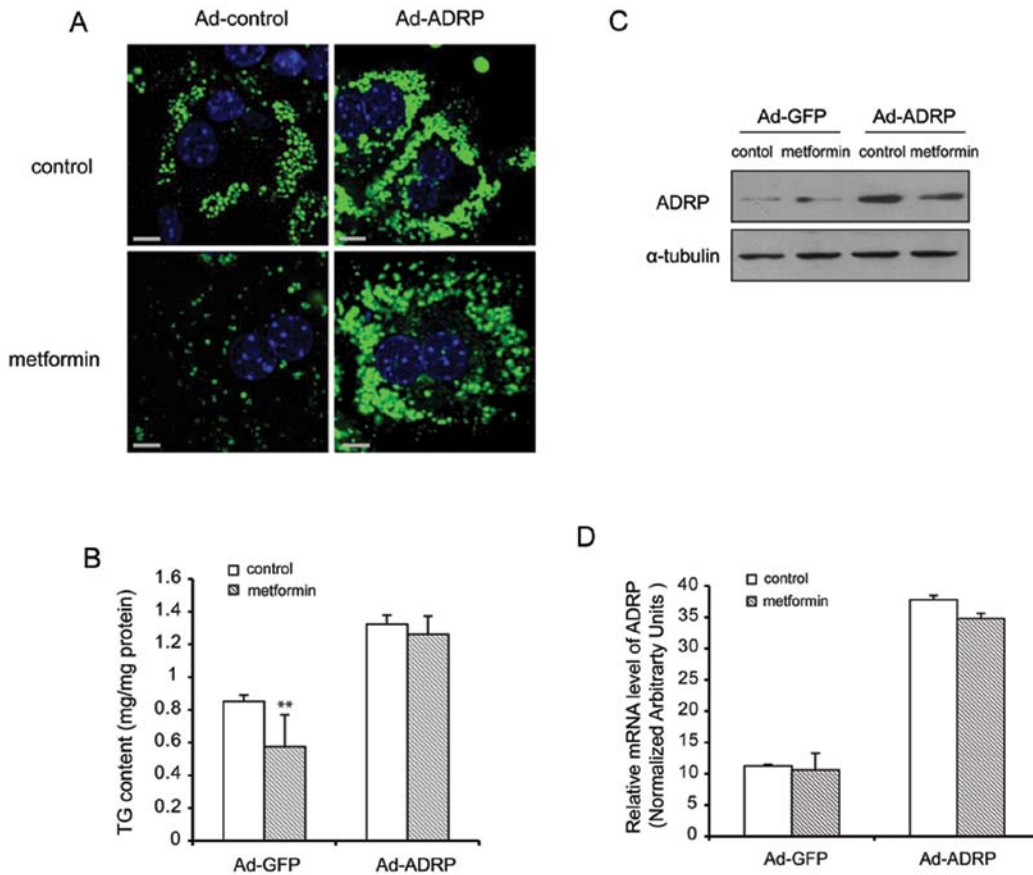 A
Ad-control Ad-ADRP
control
metformin
C
Ad-GFP Ad-ADRP
contol metformin control metformin
ADRP
α-tubulin
B
control
metformin
TG content (mg/mg protein)
1.6
1.4
1.2
1
0.8
0.6
0.4
0.2
0
**
Ad-GFP Ad-ADRP
D
control
metformin
Relative mRNA level of ADRP
(Normalized Arbitrarty Units )
40
35
30
25
20
15
10
5
0
Ad-GFP Ad-ADRP